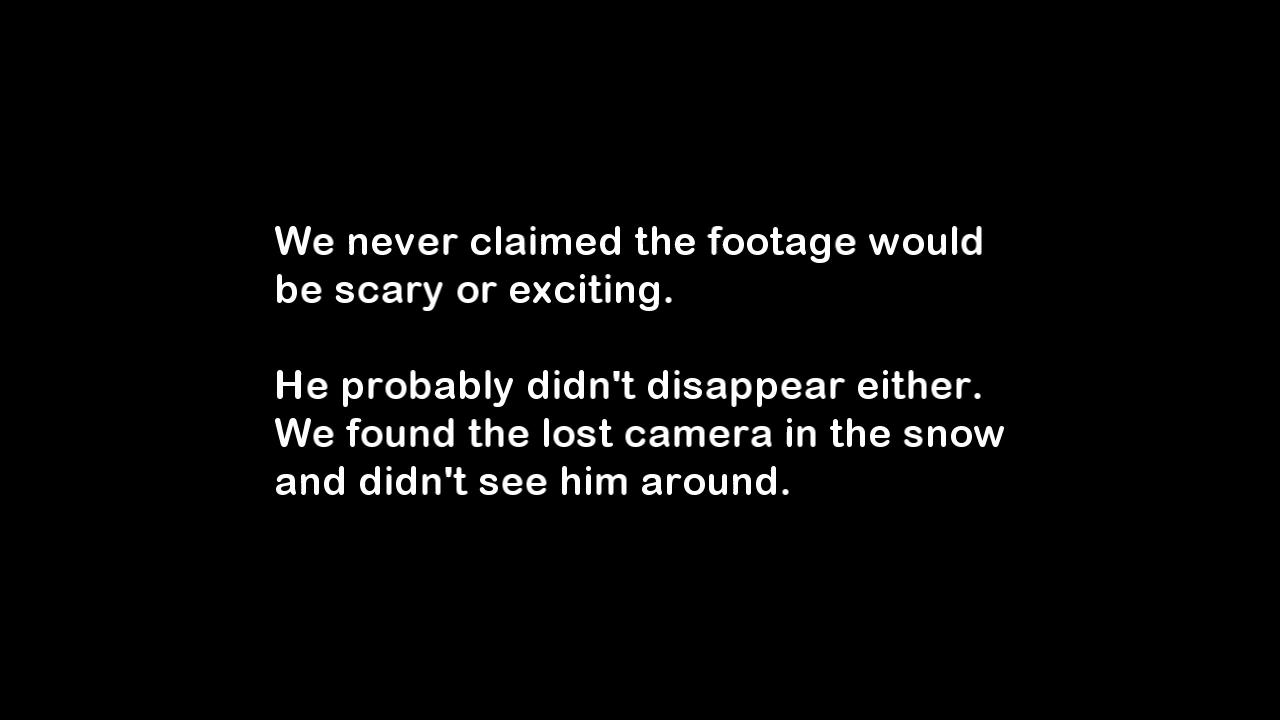 We never claimed the footage would
be scary or exciting.
He probably didn't disappear either.
We found the lost camera in the snow
and didn't see him around.